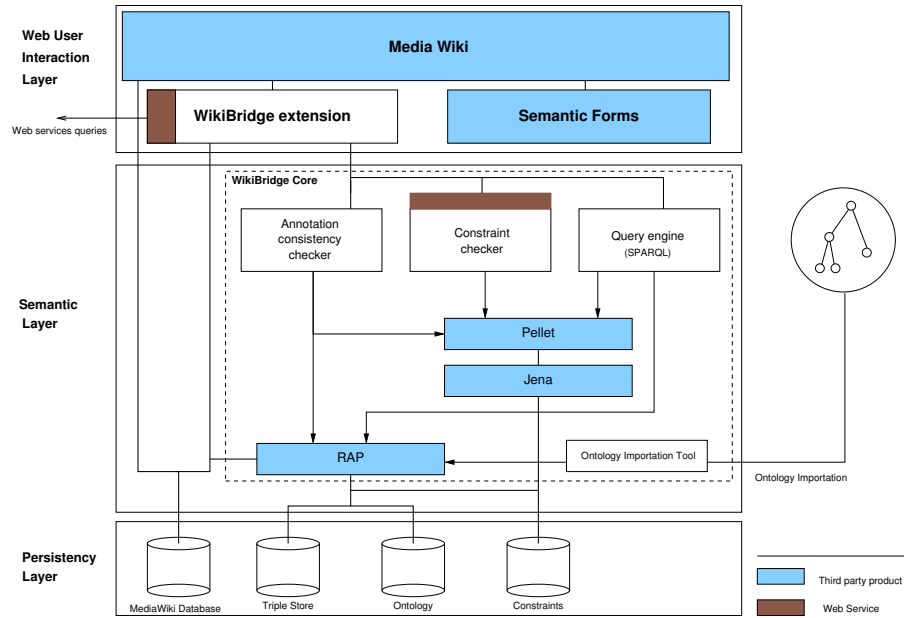 Web User
Interaction
Layer
Media Wiki
WikiBridge extension
Semantic Forms
Web services queries
WikiBridge Core
Annotation
consistency
checker
Constraint
checker
Query engine
(SPARQL)
Semantic
Layer
Pellet
Jena
RAP
Ontology Importation Tool
Ontology Importation
Persistency
Layer
MediaWiki Database
Triple Store
Ontology
Constraints
Third party product
Web Service